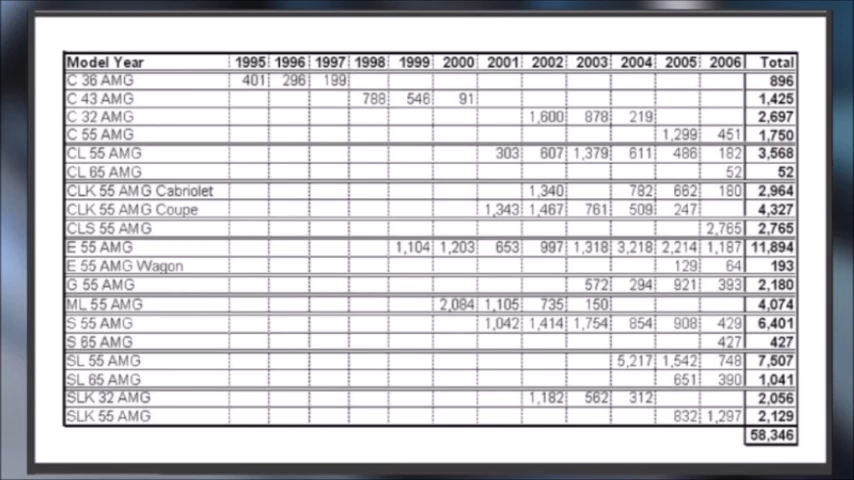 Model Year 1995 1996 1997 1998 1999 2000 2001 2002 2003 2004 2005 2006 Total
C 36 AMG 401 296 199 896
C 43 AMG 788 546 91 1,425
C 32 AMG 1,600 878 219 2,697
C 55 AMG 1,299 451 1,750
CL 55 AMG 303 607 1,379 611 486 182 3,568
CL 65 AMG 52 52
CLK 55 AMG Cabriolet 1,340 782 662 180 2,964
CLK 55 AMG Coupe 1,343 1,467 761 509 247 4,327
CLS 55 AMG 2,765 2,765
E 55 AMG 1,104 1,203 653 997 1,318 3,218 2,214 1,187 11,894
E 55 AMG Wagon 129 64 193
G 55 AMG 572 294 921 393 2,180
ML 55 AMG 2,084 1,105 735 150 4,074
S 55 AMG 1,042 1,414 1,754 854 908 429 6,401
S 65 AMG 427 427
SL 55 AMG 5,217 1,542 748 7,507
SL 65 AMG 651 390 1,041
SLK 32 AMG 1,182 562 312 2,056
SLK 55 AMG 832 1,297 2,129
58,346